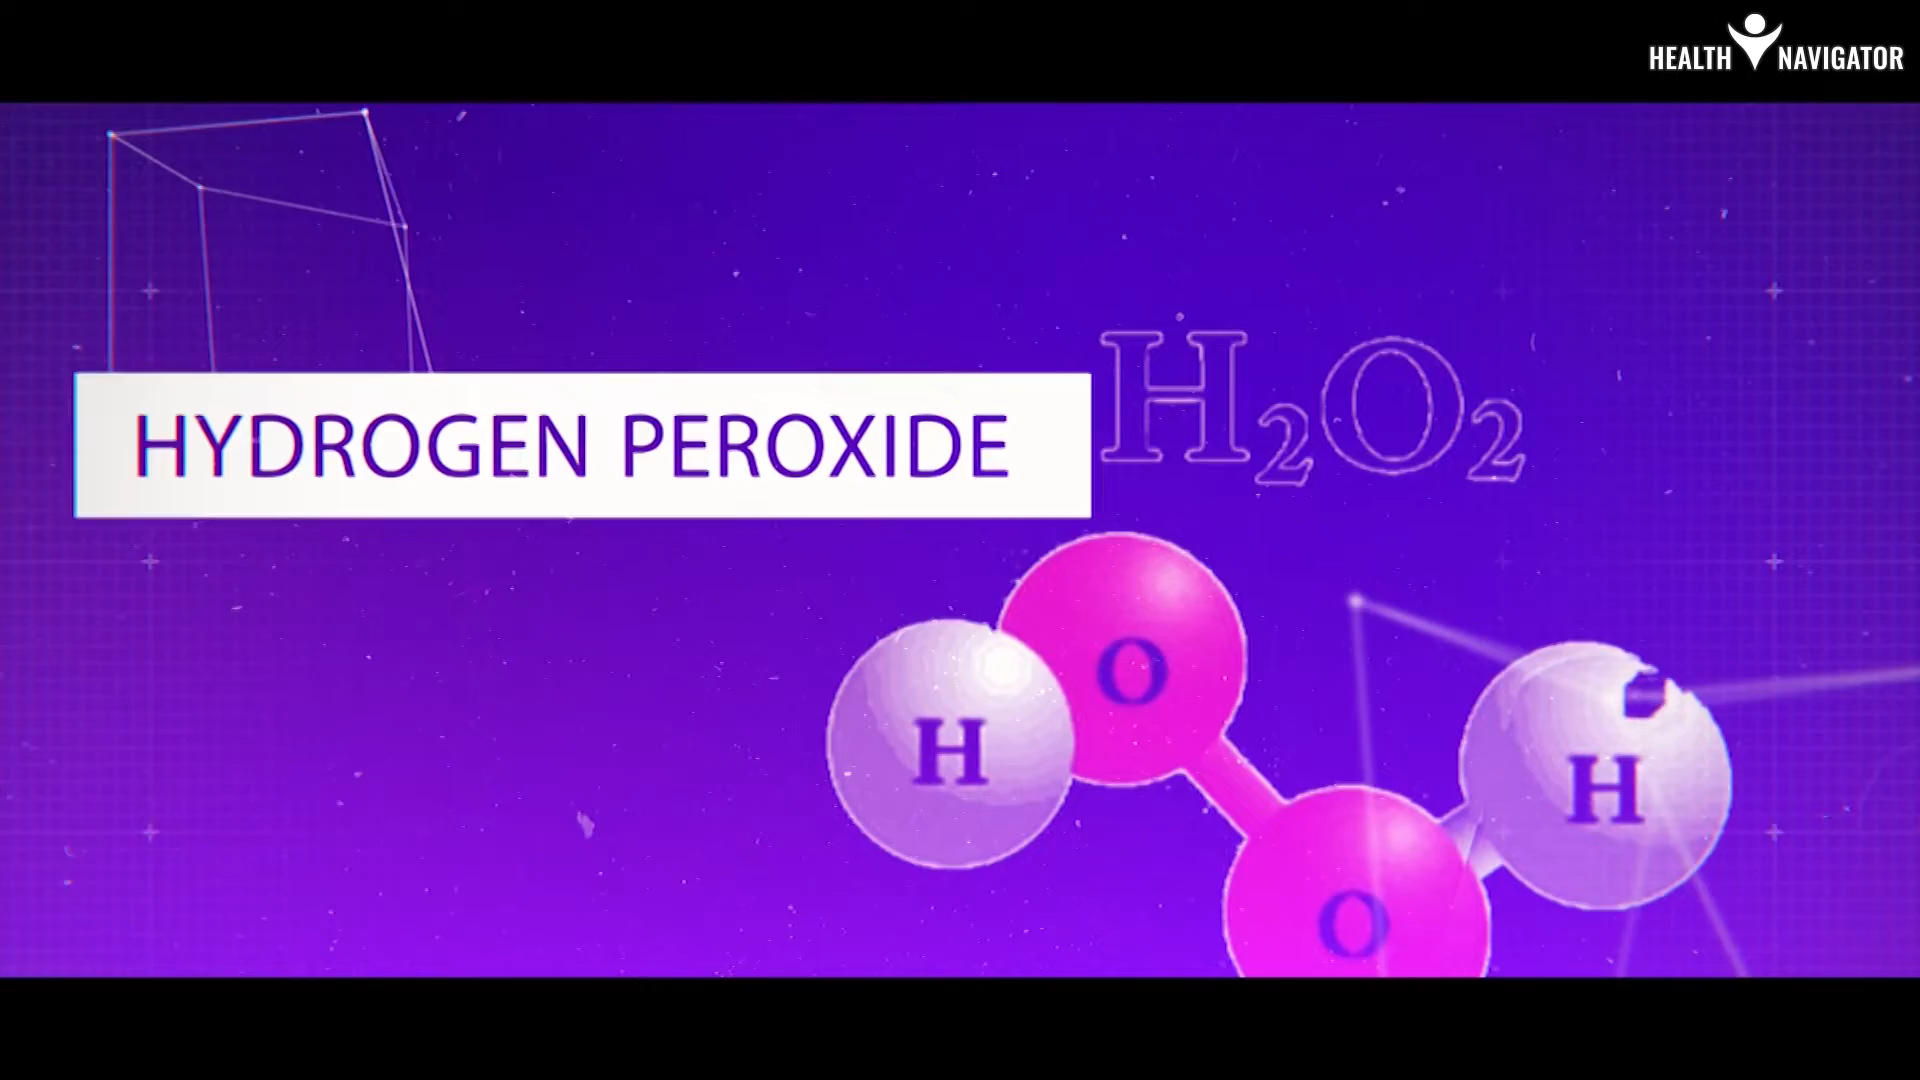 HEALTH NAVIGATOR
HYDROGEN PEROXIDE
H₂O₂
O
H
H
O